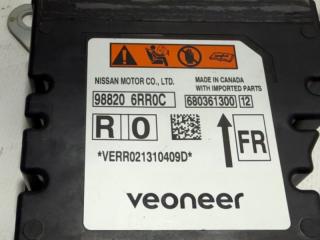 NISSAN MOTOR CO., LTD.
MADE IN CANADA
WITH IMPORTED PARTS
98820 6RR0C
680361300 12
R 0
FR
*VERR021310409D*
veoneer